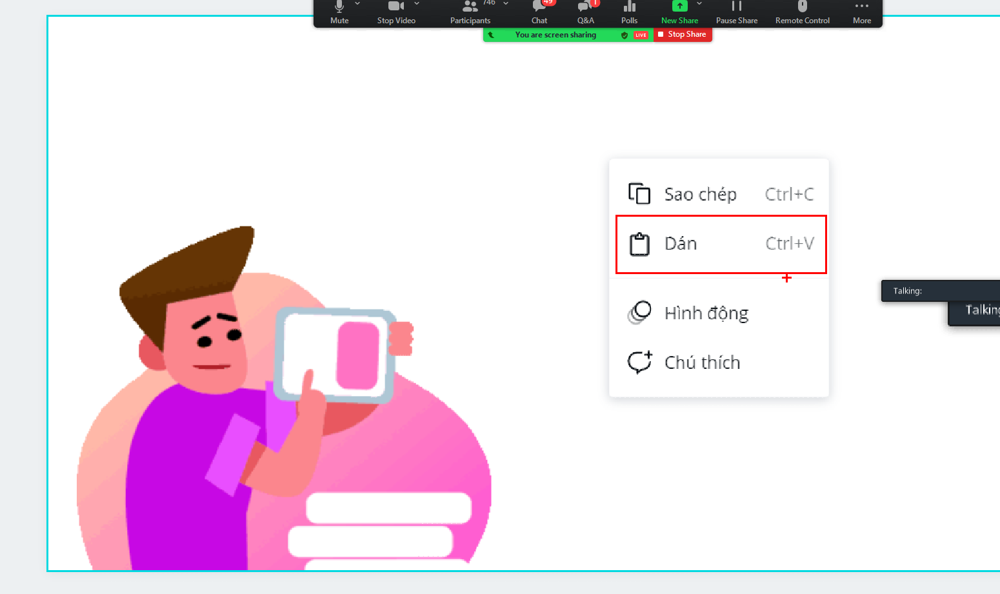 746 49 1
Mute Stop Video Participants Chat Q&A Polls New Share Pause Share Remote Control More
You are screen sharing LIVE Stop Share
Sao chép Ctrl+C
Dán Ctrl+V
Talking:
Hình động
Chú thích